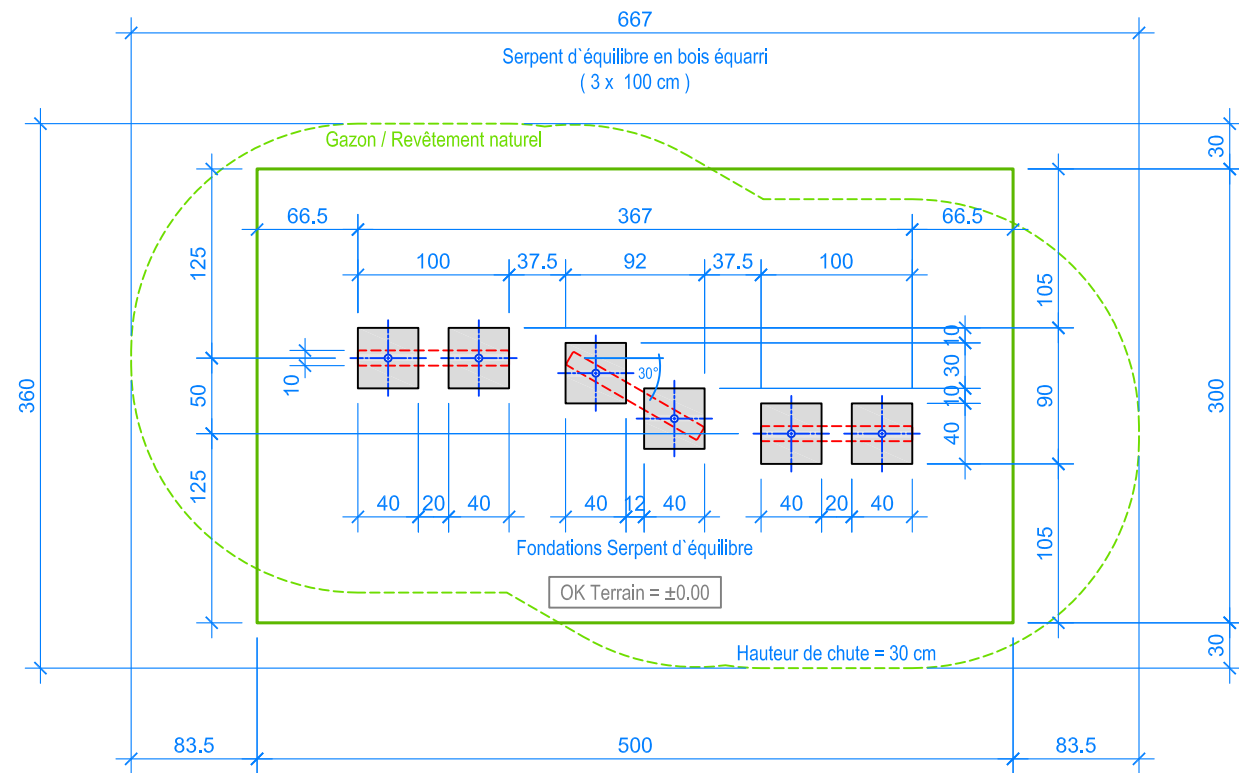 667
Serpent d`équilibre en bois équarri
( 3 x 100 cm )
Gazon / Revêtement naturel
30
66.5 367 66.5
125
100 37.5 92 37.5 100
105
10
10
30°
30
360
50
10
90
300
40
125
40 20 40 40 12 40 40 20 40
Fondations Serpent d`équilibre
105
OK Terrain = ±0.00
Hauteur de chute = 30 cm
30
83.5 500 83.5